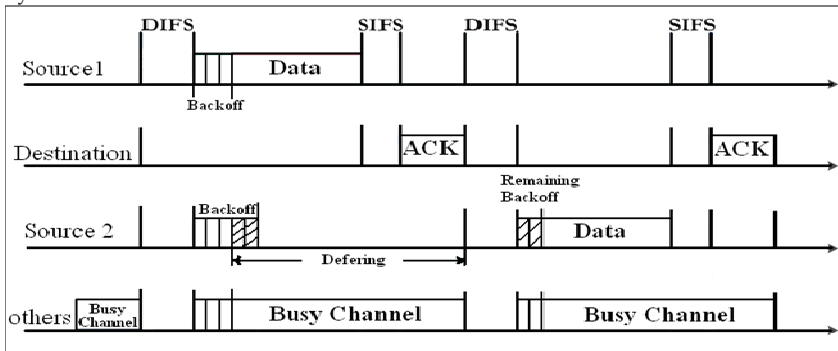 DIFS SIFS DIFS SIFS
Source1 Data
Backoff
Destination ACK ACK
Remaining
Backoff
Backoff
Source 2 Data
Defering
others Busy Channel Busy Channel Busy Channel